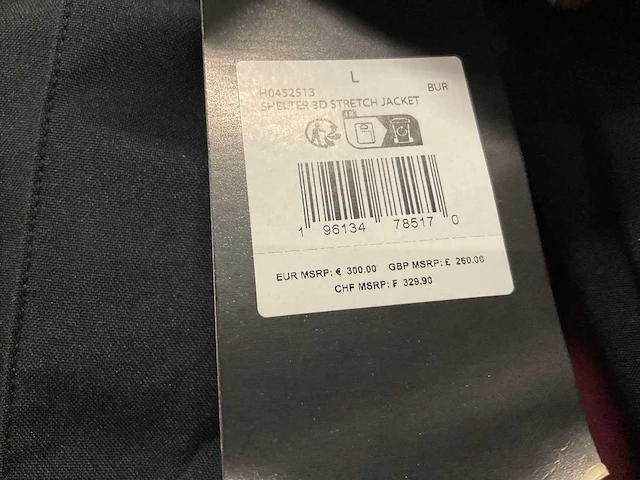 L
H0452513 BUR
SHELTER 3D STRETCH JACKET
1 96134 78517 0
EUR MSRP: € 300.00 GBP MSRP: £ 260.00
CHF MSRP: ₣ 329.90